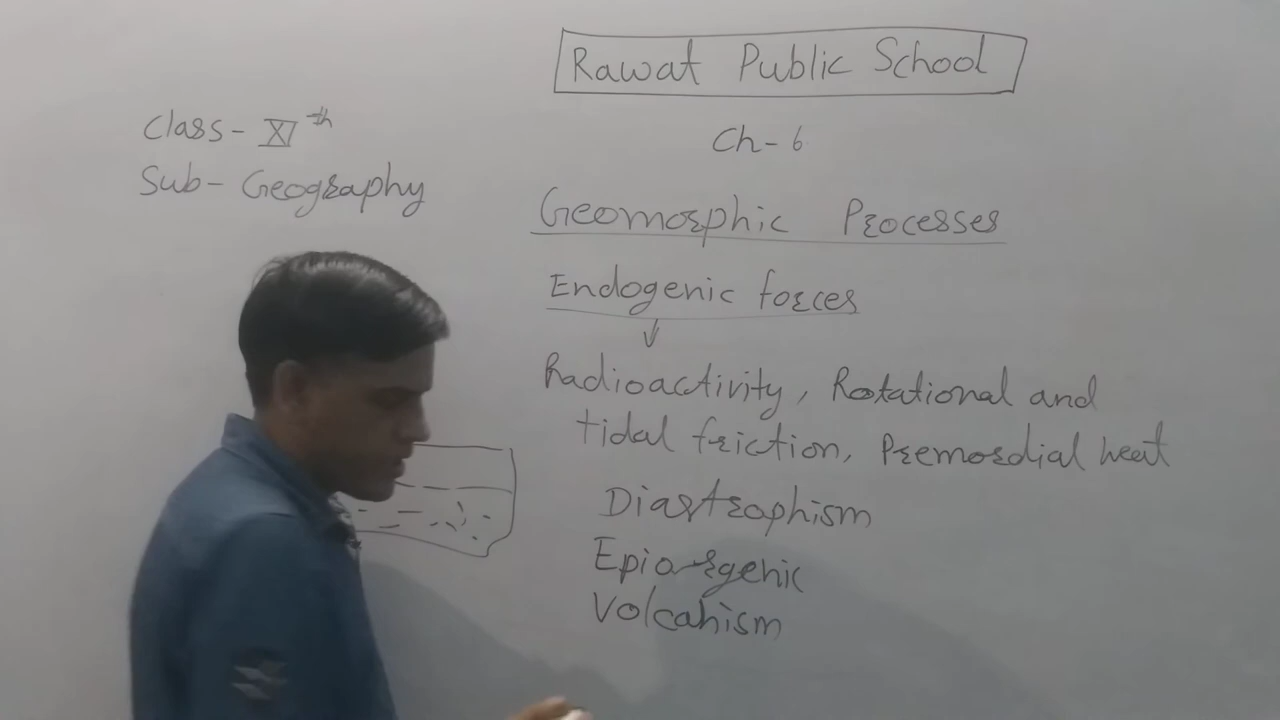 Rawat Public School
Class - XI th
Sub - Geography
Ch - 6
Geomorphic Processes
Endogenic forces
Radioactivity, Rotational and
tidal friction, Premordial heat
Diastrophism
Epiorgenic
Volcanism